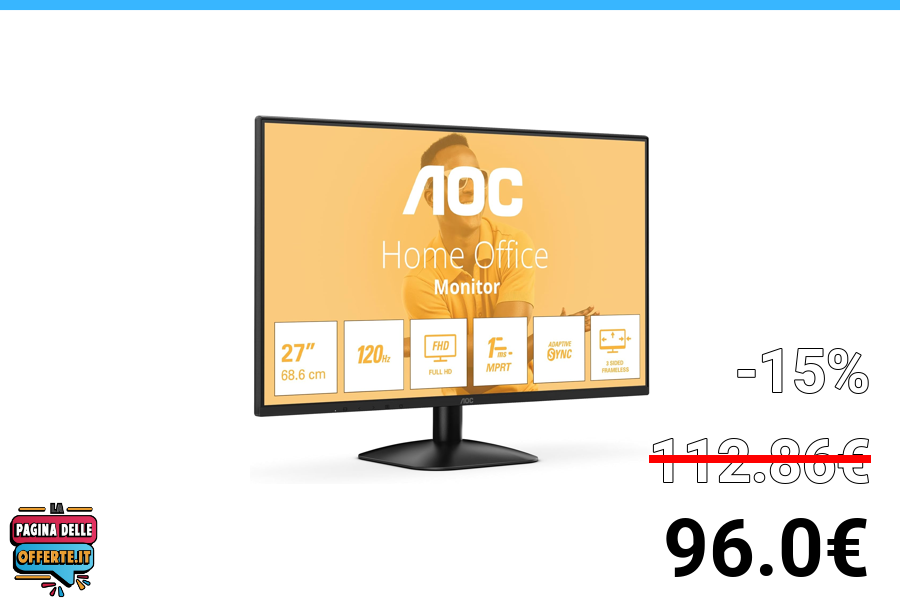 AOC
Home Office
Monitor
27"
68.6 cm
120Hz
FHD
FULL HD
1ms-
MPRT
ADAPTIVE
SYNC
3 SIDED
FRAMELESS
AOC
-15%
112.86€
96.0€
LA
PAGINA DELLE
OFFERTE.IT